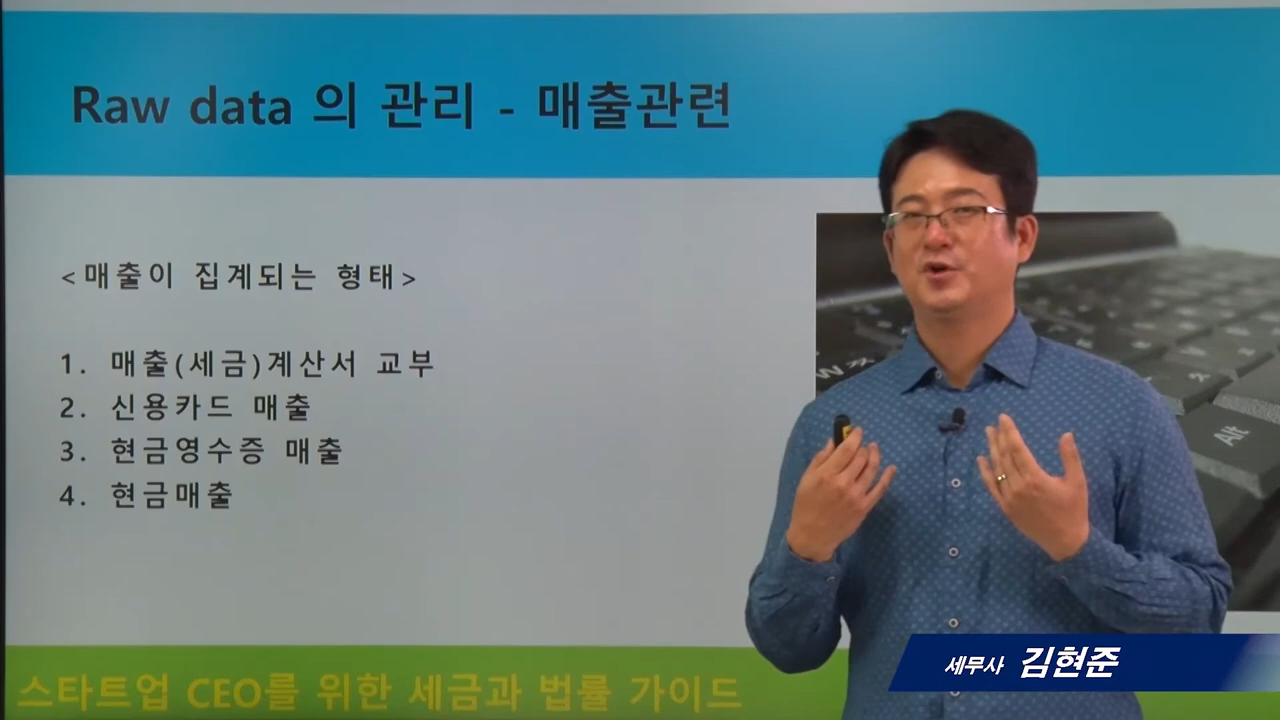 Raw data 의 관리 - 매출관련
<매출이 집계되는 형태>
1. 매출(세금)계산서 교부
2. 신용카드 매출
3. 현금영수증 매출
4. 현금매출
W
Alt
세무사 김현준
스타트업 CEO를 위한 세금과 법률 가이드